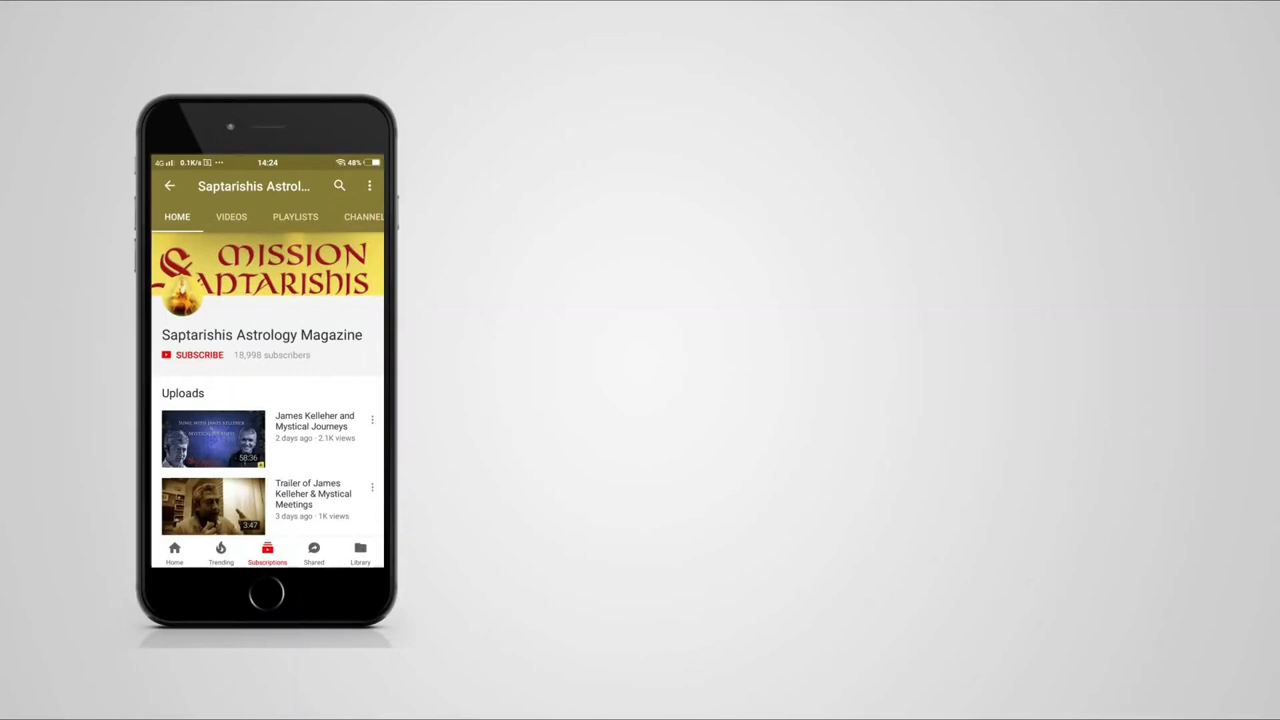 4G 0.1K/s ... 14:24 48%
Saptarishis Astrol...
HOME VIDEOS PLAYLISTS CHANNEL
MISSION
SAPTARISHIS
Saptarishis Astrology Magazine
SUBSCRIBE 18,998 subscribers
Uploads
James Kelleher and
Mystical Journeys
2 days ago · 2.1K views
58:36
Trailer of James
Kelleher & Mystical
Meetings
3 days ago · 1K views
3:47
Home Trending Subscriptions Shared Library